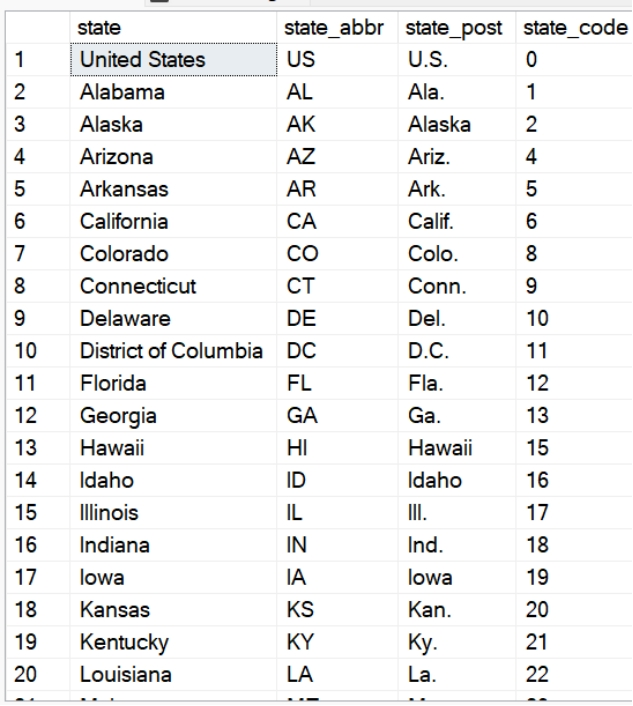 state state_abbr state_post state_code
1 United States US U.S. 0
2 Alabama AL Ala. 1
3 Alaska AK Alaska 2
4 Arizona AZ Ariz. 4
5 Arkansas AR Ark. 5
6 California CA Calif. 6
7 Colorado CO Colo. 8
8 Connecticut CT Conn. 9
9 Delaware DE Del. 10
10 District of Columbia DC D.C. 11
11 Florida FL Fla. 12
12 Georgia GA Ga. 13
13 Hawaii HI Hawaii 15
14 Idaho ID Idaho 16
15 Illinois IL Ill. 17
16 Indiana IN Ind. 18
17 Iowa IA Iowa 19
18 Kansas KS Kan. 20
19 Kentucky KY Ky. 21
20 Louisiana LA La. 22